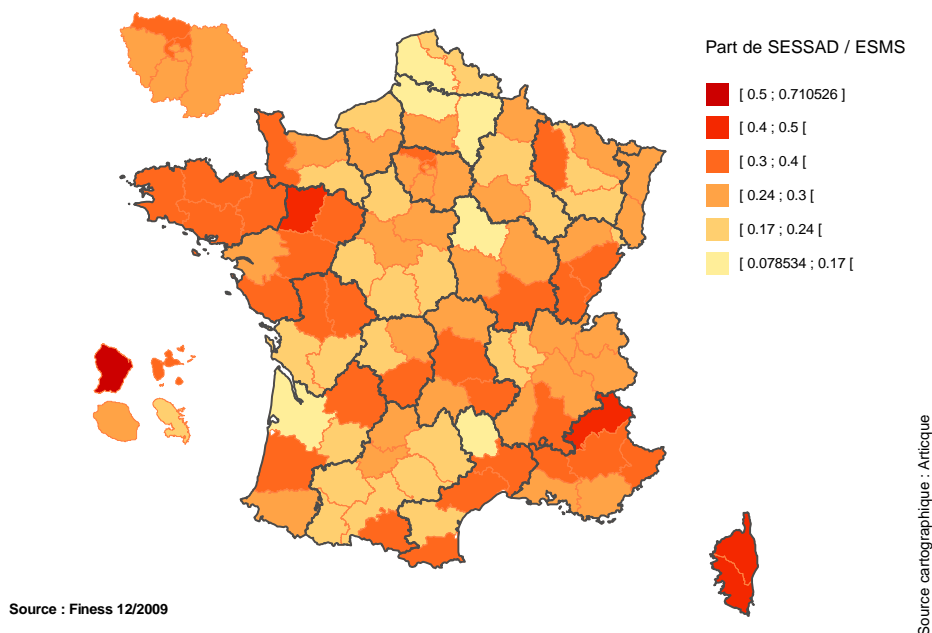 Part de SESSAD / ESMS
[ 0.5 ; 0.710526 ]
[ 0.4 ; 0.5 [
[ 0.3 ; 0.4 [
[ 0.24 ; 0.3 [
[ 0.17 ; 0.24 [
[ 0.078534 ; 0.17 [
Source cartographique : Articque
Source : Finess 12/2009